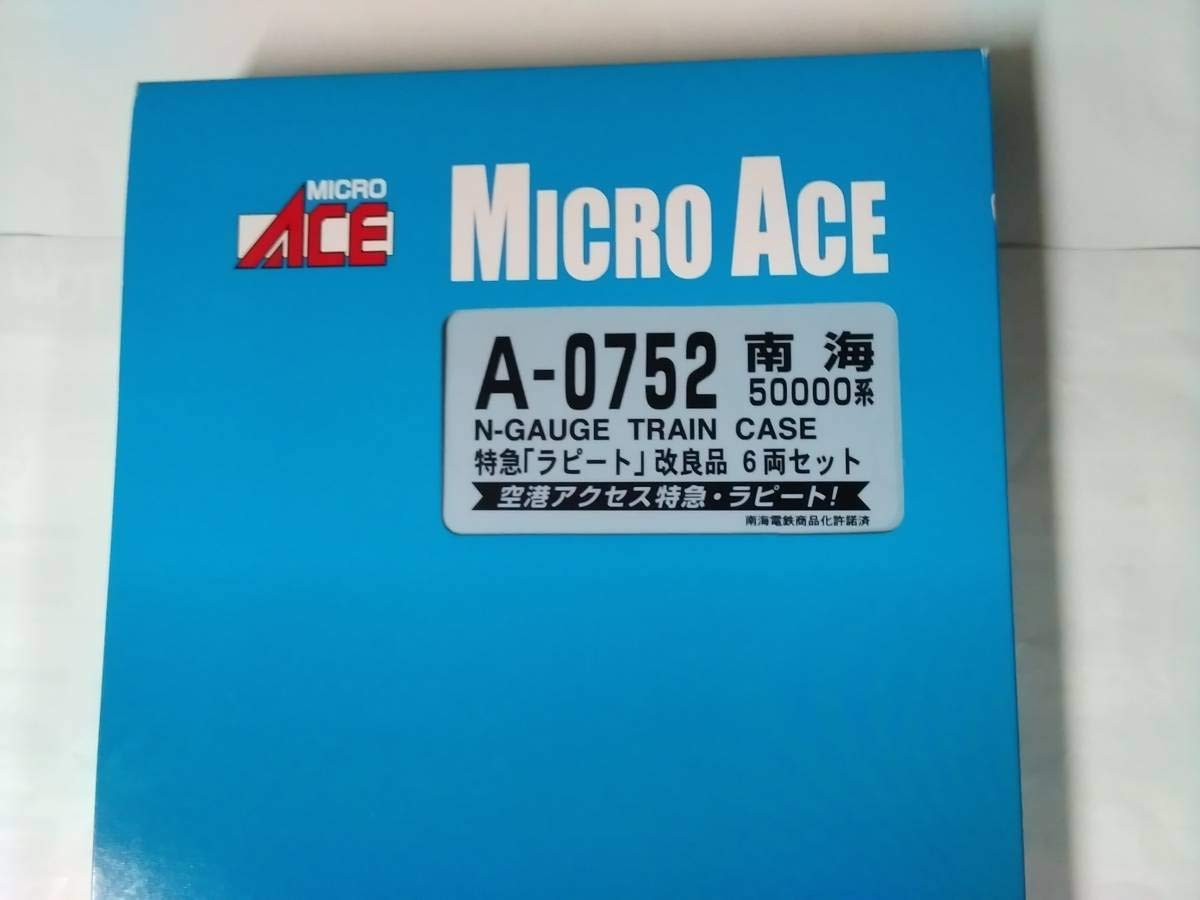 MICRO
ACE
MICRO ACE
A-0752 南海
50000系
N-GAUGE TRAIN CASE
特急「ラピート」改良品 6両セット
空港アクセス特急・ラピート!
南海電鉄商品化許諾済